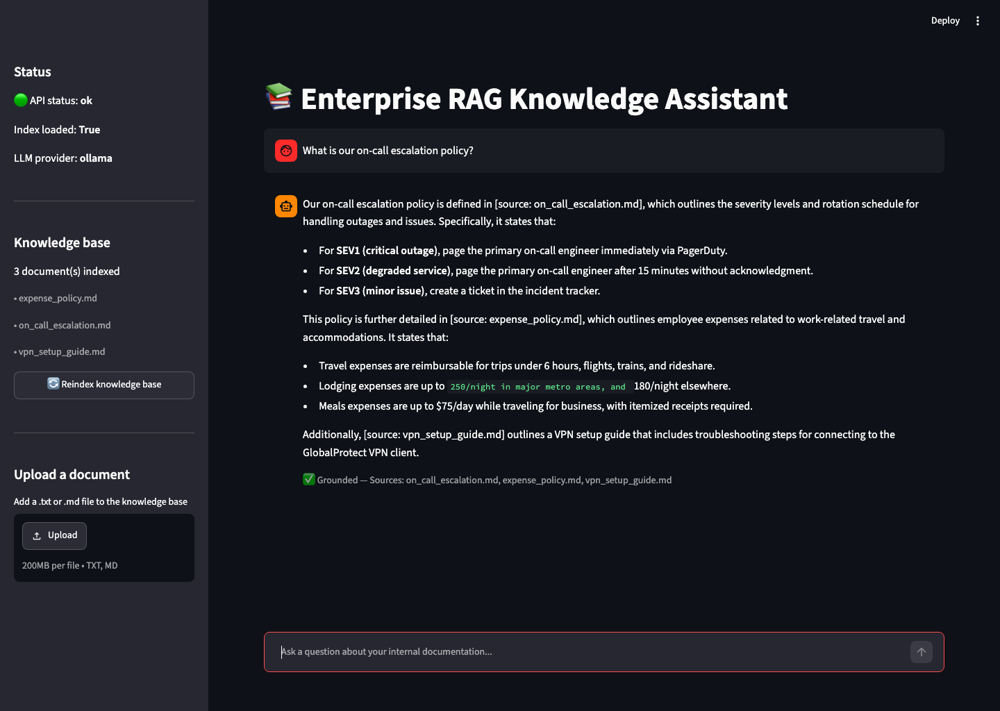 Deploy
Status
API status: ok
Index loaded: True
LLM provider: ollama
Knowledge base
3 document(s) indexed
• expense_policy.md
• on_call_escalation.md
• vpn_setup_guide.md
Reindex knowledge base
Upload a document
Add a .txt or .md file to the knowledge base
Upload
200MB per file • TXT, MD
Enterprise RAG Knowledge Assistant
What is our on-call escalation policy?
Our on-call escalation policy is defined in [source: on_call_escalation.md], which outlines the severity levels and rotation schedule for
handling outages and issues. Specifically, it states that:
• For SEV1 (critical outage), page the primary on-call engineer immediately via PagerDuty.
• For SEV2 (degraded service), page the primary on-call engineer after 15 minutes without acknowledgment.
• For SEV3 (minor issue), create a ticket in the incident tracker.
This policy is further detailed in [source: expense_policy.md], which outlines employee expenses related to work-related travel and
accommodations. It states that:
• Travel expenses are reimbursable for trips under 6 hours, flights, trains, and rideshare.
• Lodging expenses are up to 250/night in major metro areas, and 180/night elsewhere.
• Meals expenses are up to $75/day while traveling for business, with itemized receipts required.
Additionally, [source: vpn_setup_guide.md] outlines a VPN setup guide that includes troubleshooting steps for connecting to the
GlobalProtect VPN client.
Grounded — Sources: on_call_escalation.md, expense_policy.md, vpn_setup_guide.md
Ask a question about your internal documentation...